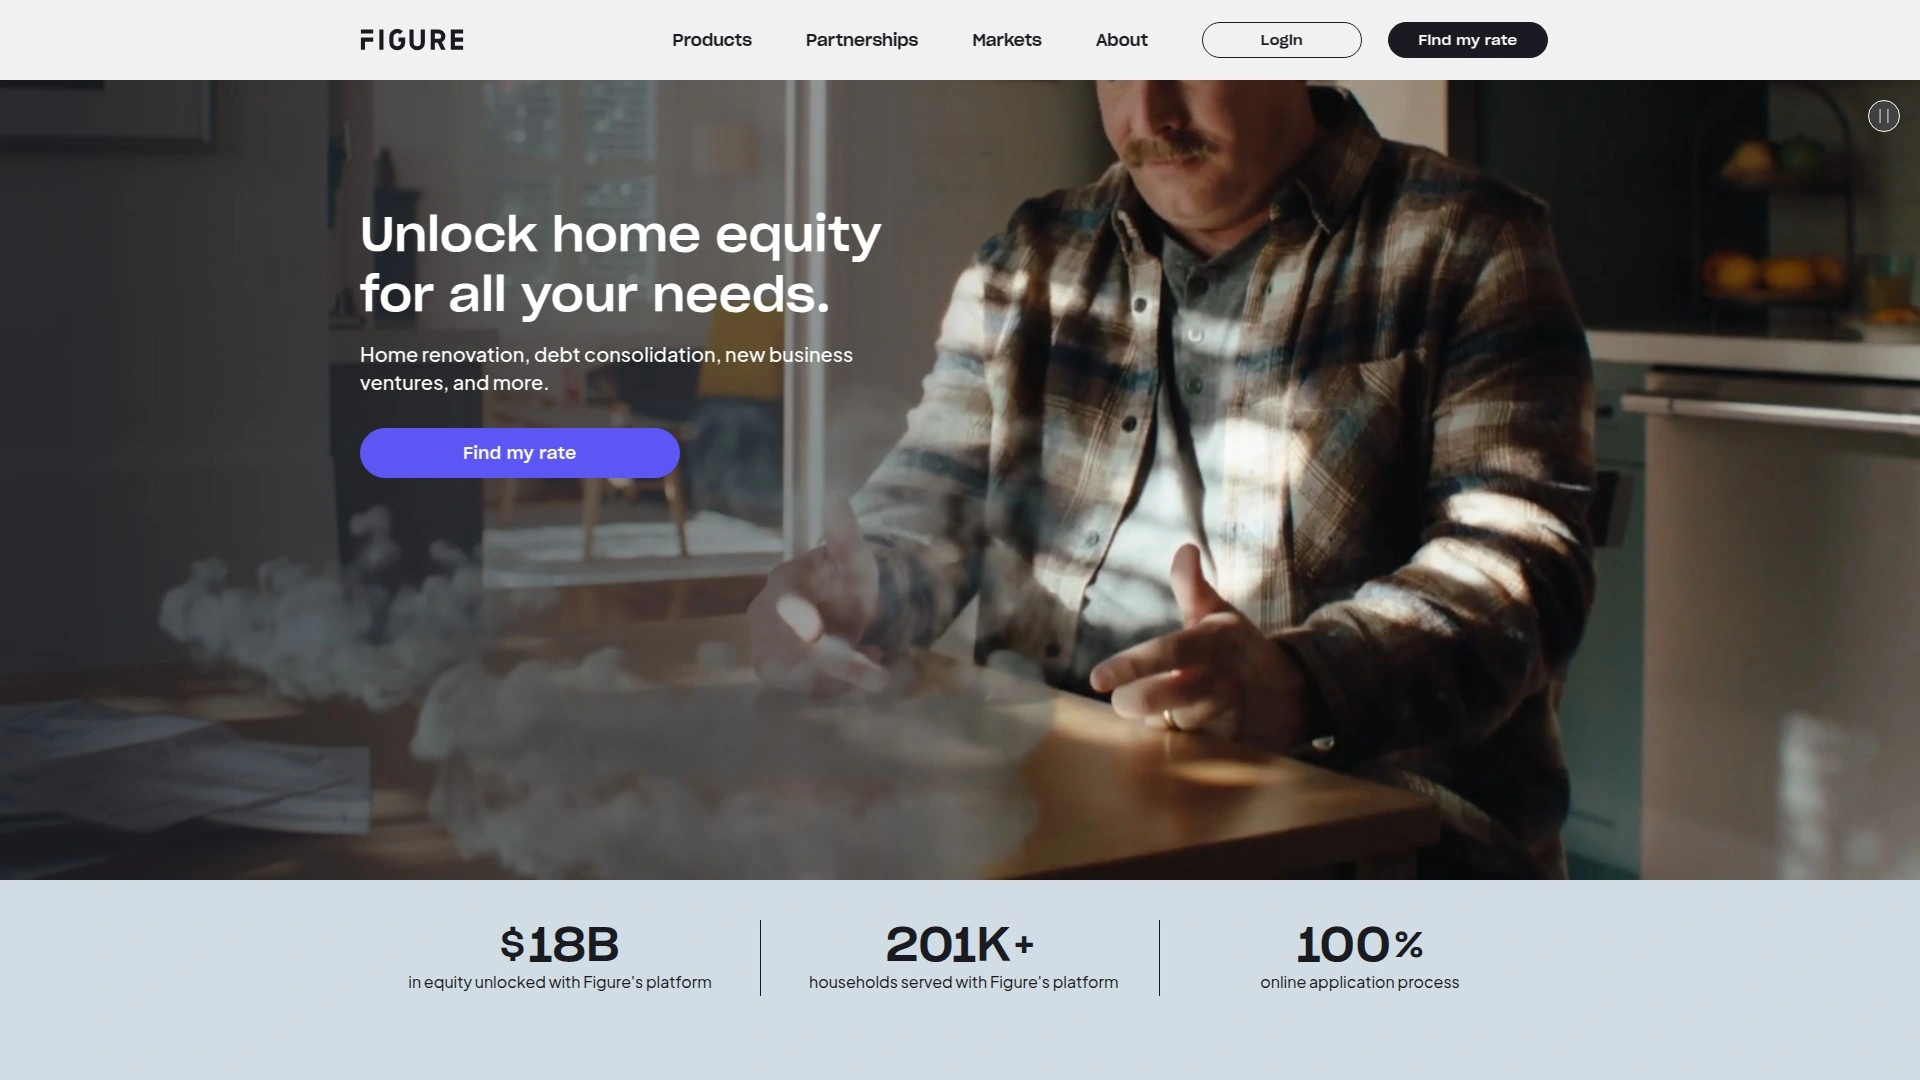 FIGURE
Products
Partnerships
Markets
About
Login
Find my rate
Unlock home equity
for all your needs.
Home renovation, debt consolidation, new business
ventures, and more.
Find my rate
$18B
in equity unlocked with Figure's platform
201K+
households served with Figure's platform
100%
online application process